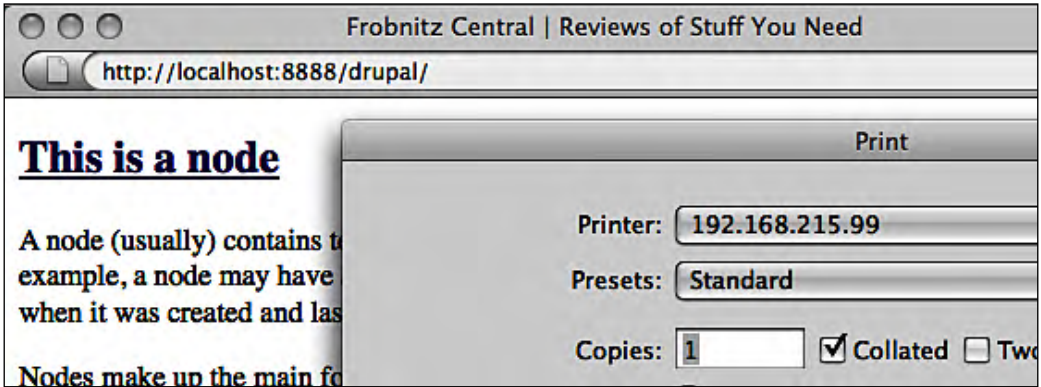 Frobnitz Central | Reviews of Stuff You Need
http://localhost:8888/drupal/
This is a node
A node (usually) contains
example, a node may have
when it was created and
Nodes make up the main
Print
Printer: 192.168.215.99
Presets: Standard
Copies: 1 Collated